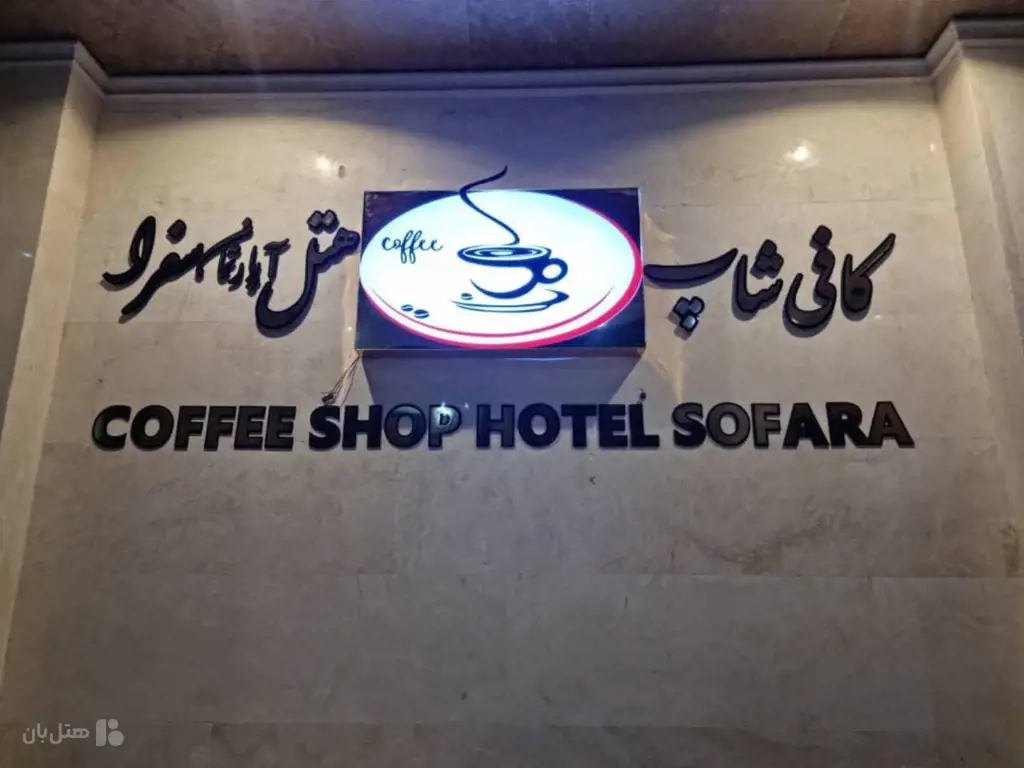 کافی شاپ
coffee
هتل آپارتمان سفرا
COFFEE SHOP HOTEL SOFARA
هتل بان